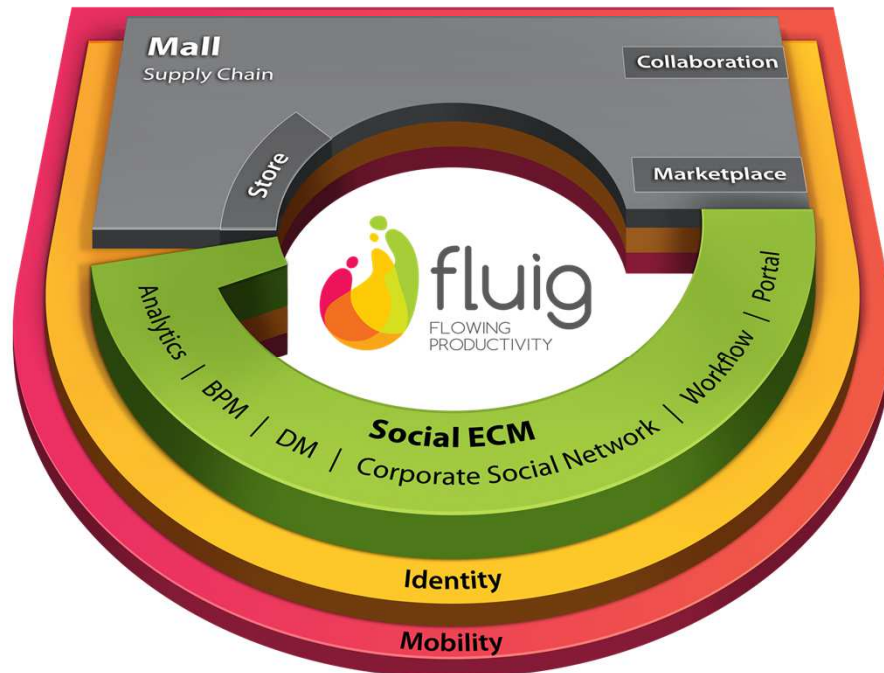 Mall
Supply Chain
Collaboration
Store
Marketplace
fluig
FLOWING
PRODUCTIVITY
Analytics | BPM | DM | Corporate Social Network | Workflow | Portal
Social ECM
Identity
Mobility